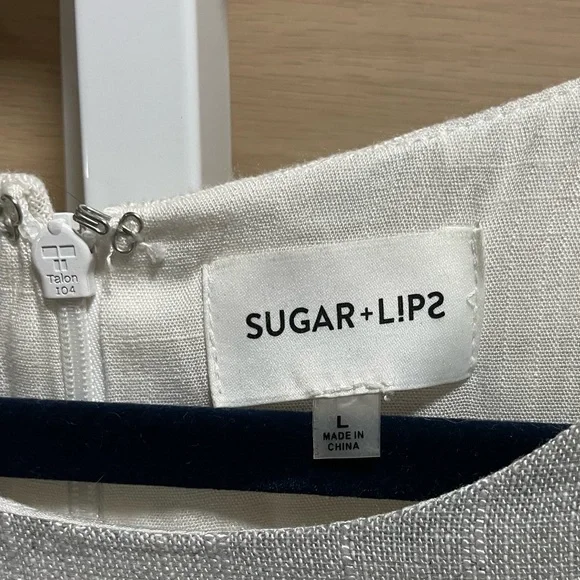 Talon
104
SUGAR+L!PS
L
MADE IN
CHINA